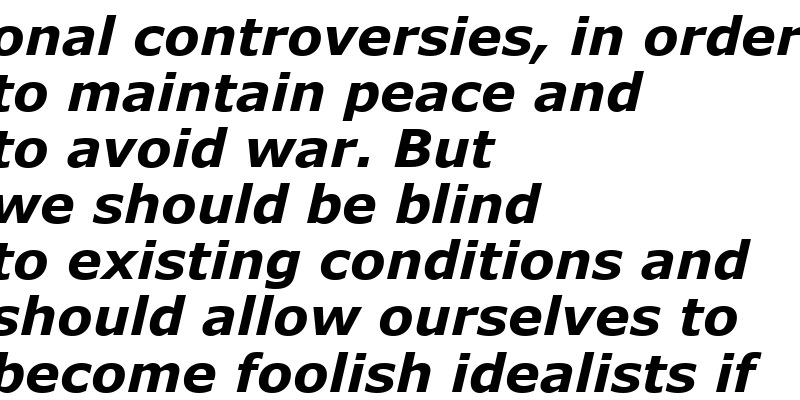 onal controversies, in order
to maintain peace and
to avoid war. But
we should be blind
to existing conditions and
should allow ourselves to
become foolish idealists if